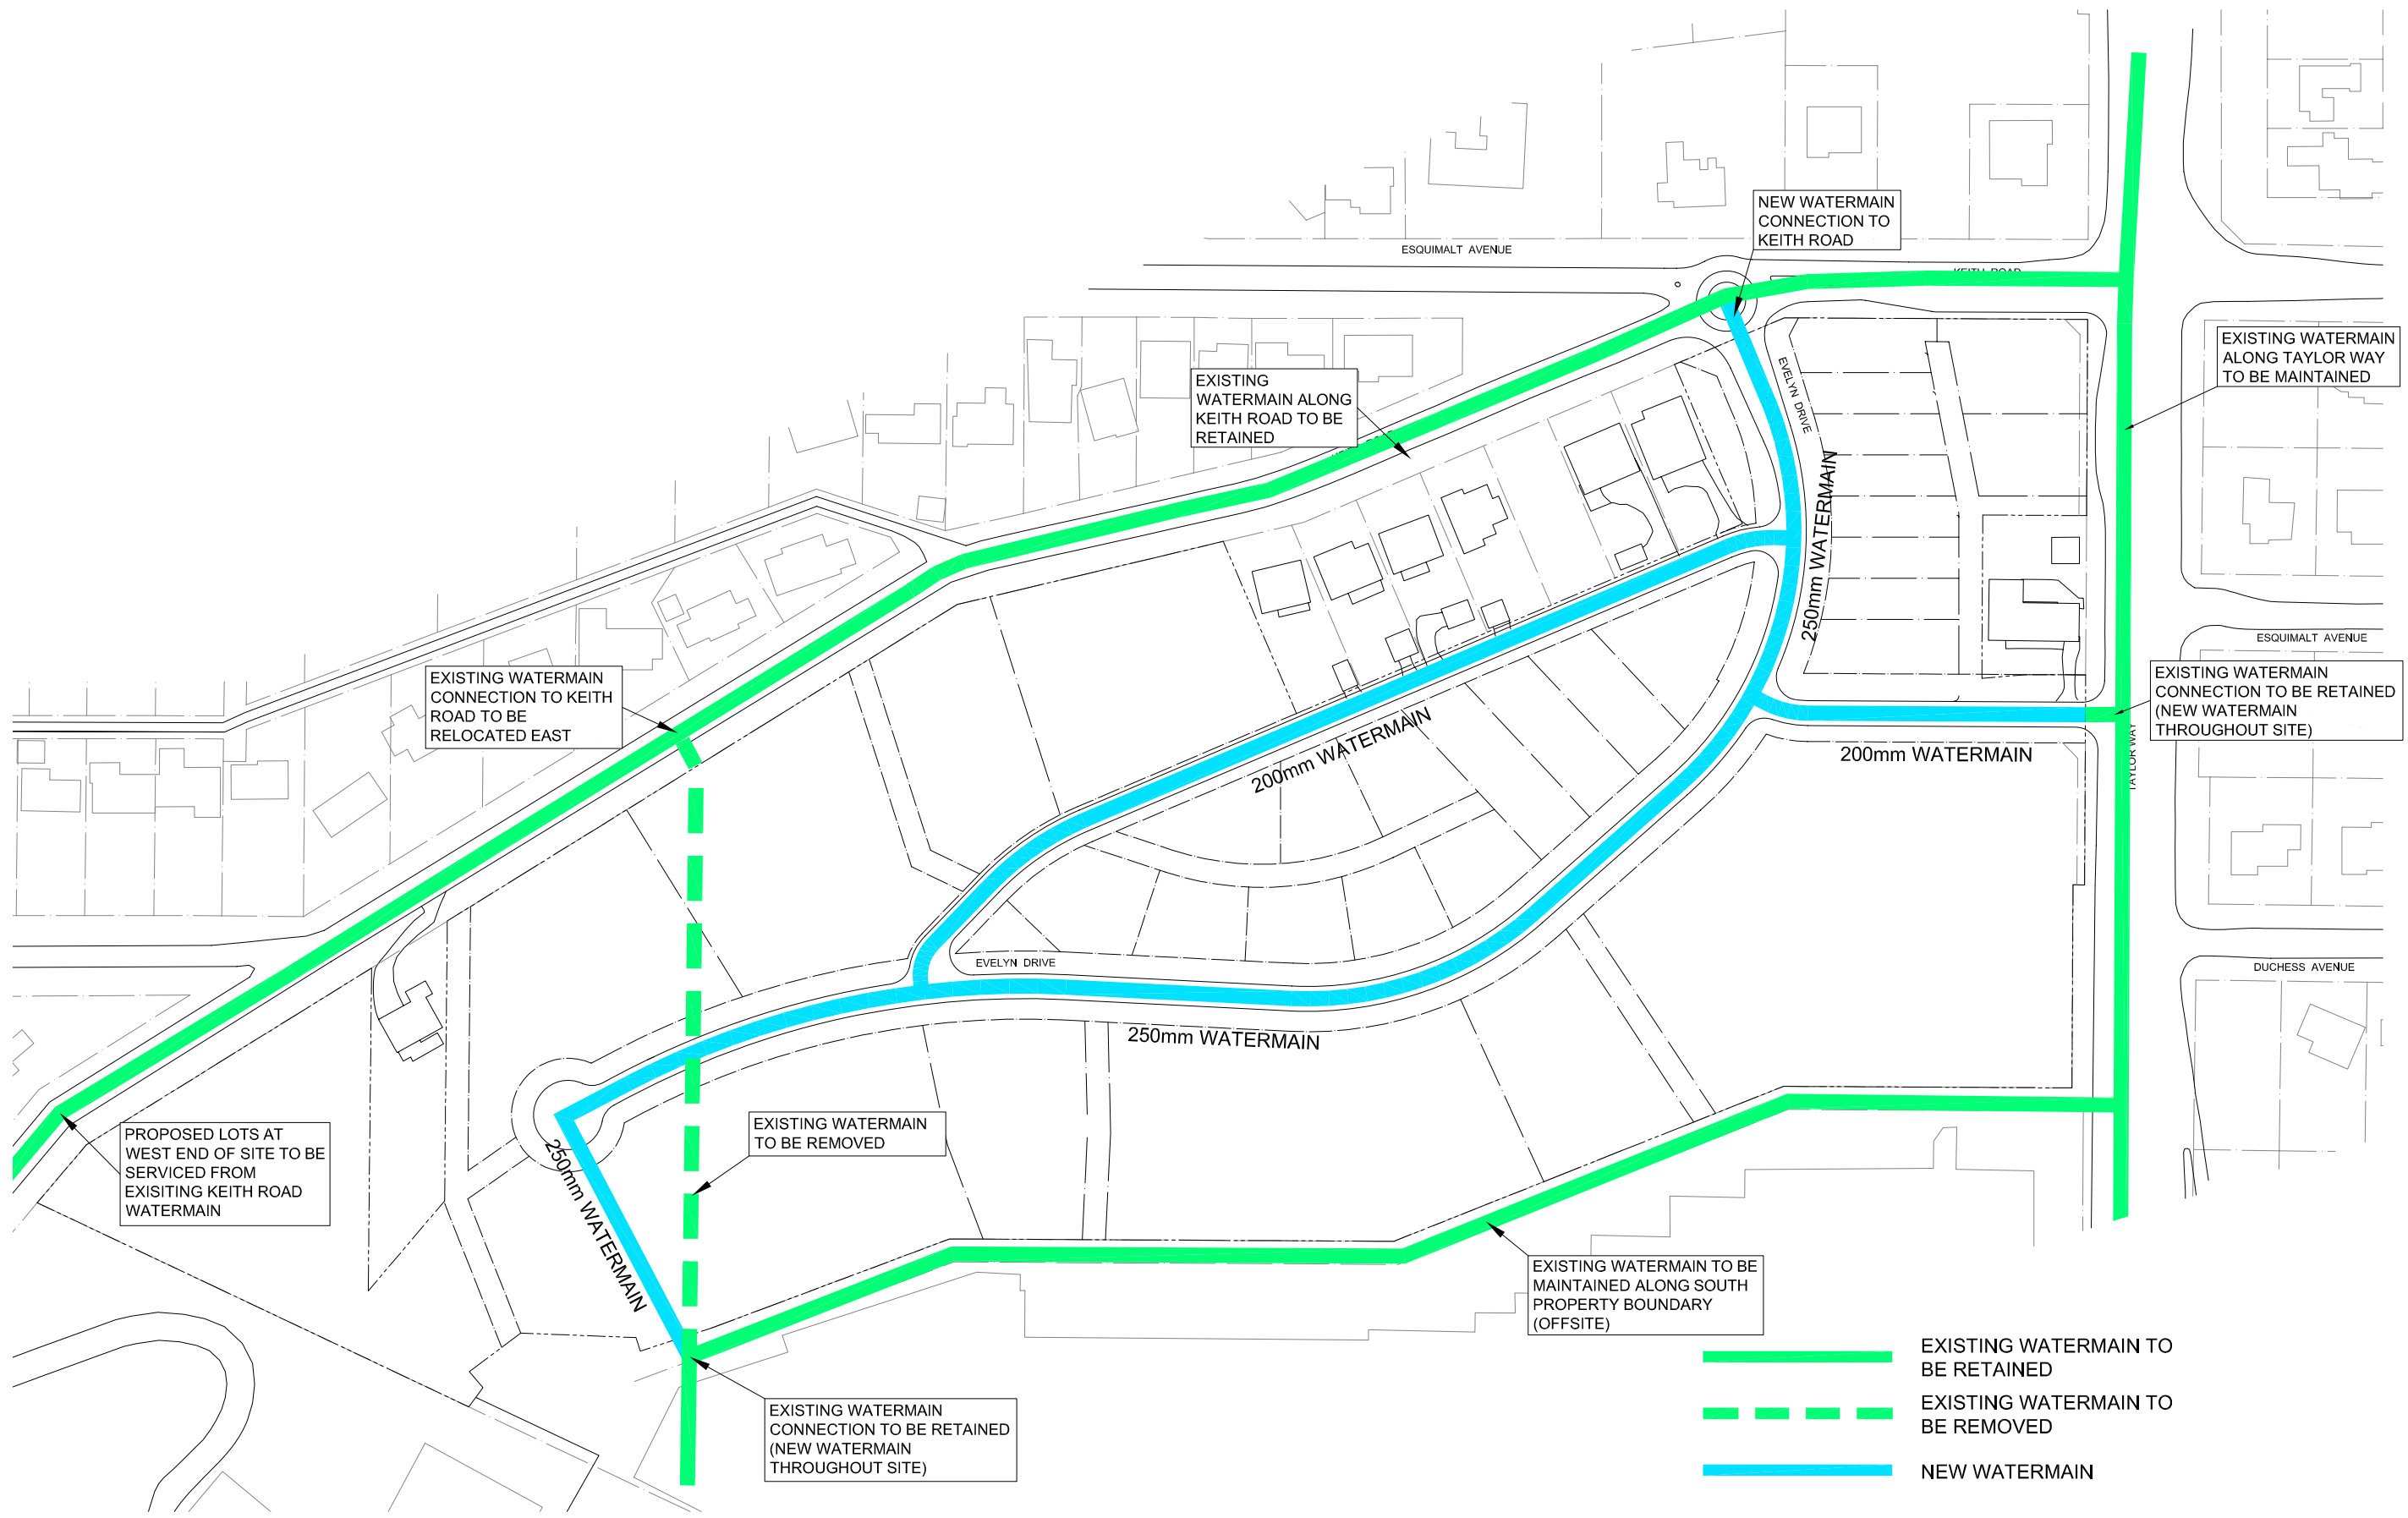 NEW WATERMAIN
CONNECTION TO
KEITH ROAD
ESQUIMALT AVENUE
KEITH ROAD
EXISTING WATERMAIN
ALONG TAYLOR WAY
TO BE MAINTAINED
EXISTING
WATERMAIN ALONG
KEITH ROAD TO BE
RETAINED
EVELYN DRIVE
250mm WATERMAIN
ESQUIMALT AVENUE
EXISTING WATERMAIN
CONNECTION TO KEITH
ROAD TO BE
RELOCATED EAST
EXISTING WATERMAIN
CONNECTION TO BE RETAINED
(NEW WATERMAIN
THROUGHOUT SITE)
200mm WATERMAIN
200mm WATERMAIN
TAYLOR WAY
EVELYN DRIVE
DUCHESS AVENUE
250mm WATERMAIN
EXISTING WATERMAIN
TO BE REMOVED
PROPOSED LOTS AT
WEST END OF SITE TO BE
SERVICED FROM
EXISITING KEITH ROAD
WATERMAIN
250mm WATERMAIN
EXISTING WATERMAIN TO BE
MAINTAINED ALONG SOUTH
PROPERTY BOUNDARY
(OFFSITE)
EXISTING WATERMAIN
CONNECTION TO BE RETAINED
(NEW WATERMAIN
THROUGHOUT SITE)
EXISTING WATERMAIN TO
BE RETAINED
EXISTING WATERMAIN TO
BE REMOVED
NEW WATERMAIN